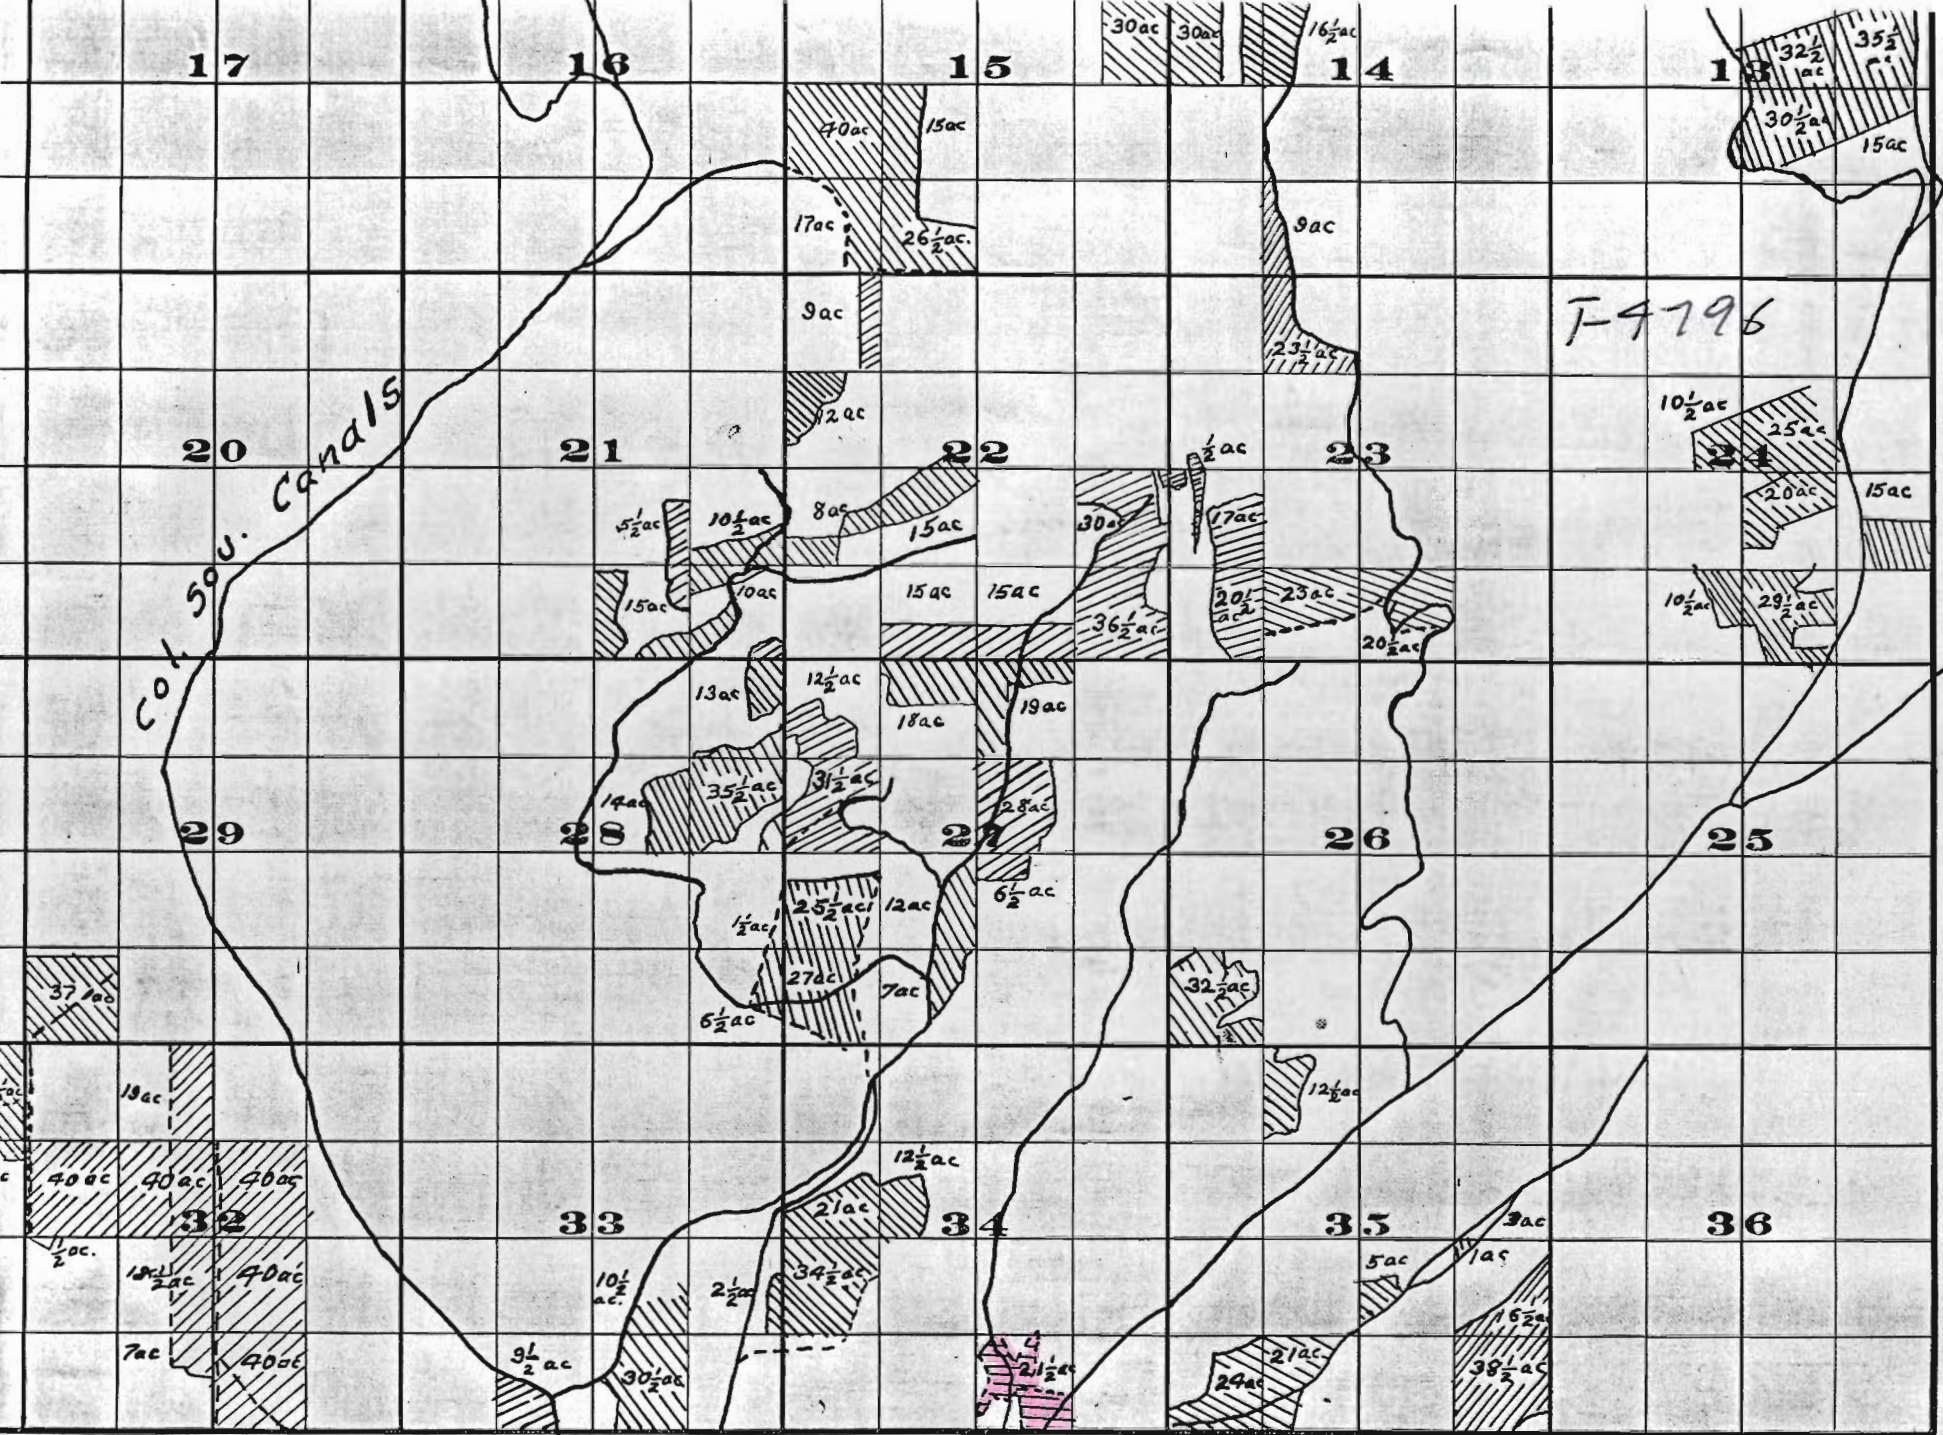 30ac 30ac 16½ac
32½ ac 35½ ac
17 16 15 14 13
40ac 15ac 30½ac 15ac
17ac 26½ac. 9ac
9ac 23½ac
T-4796
12ac 10½ac 25ac
Canals
20 21 22 ½ac 23 24
20ac 15ac
5½ac 10½ac 8ac 15ac 30ac 17ac
Sou.
15ac 10ac 15ac 15ac 36½ac 20½ac 23ac 20½ac 10½ac 29½ac
Col.
13ac 12½ac 18ac 19ac
14ac 35½ac 31½ac 28ac
29 28 27 26 25
1½ac 25½ac 12ac 6½ac
27ac 7ac 32½ac
6½ac
19ac 12½ac
40ac 40ac 40ac 12½ac
32 33 21ac 34 35 3ac 36
½ac. 18½ac 40ac 10½ac. 2½ac 34½ac 5ac 1ac
16½a
7ac 40ac 9½ac 30½ac 21½ac 24ac 21ac 38½ac